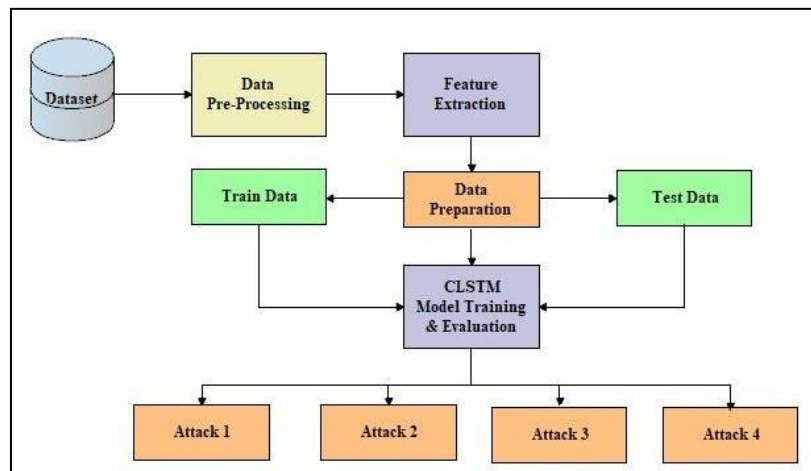 Dataset
Data
Pre-Processing
Feature
Extraction
Train Data
Data
Preparation
Test Data
CLSTM
Model Training
& Evaluation
Attack 1
Attack 2
Attack 3
Attack 4